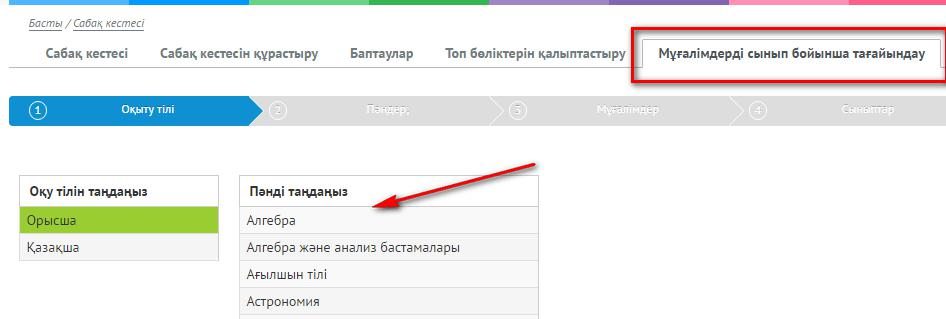 Басты / Сабақ кестесі
Сабақ кестесі Сабақ кестесін құрастыру Баптаулар Топ бөліктерін қалыптастыру Мұғалімдерді сынып бойынша тағайындау
1 Оқыту тілі 2 Пәндер; 3 Мұғалімдер 4 Сыныптар
Оқу тілін таңдаңыз Пәнді таңдаңыз
Орысша Алгебра
Қазақша Алгебра және анализ бастамалары
Ағылшын тілі
Астрономия